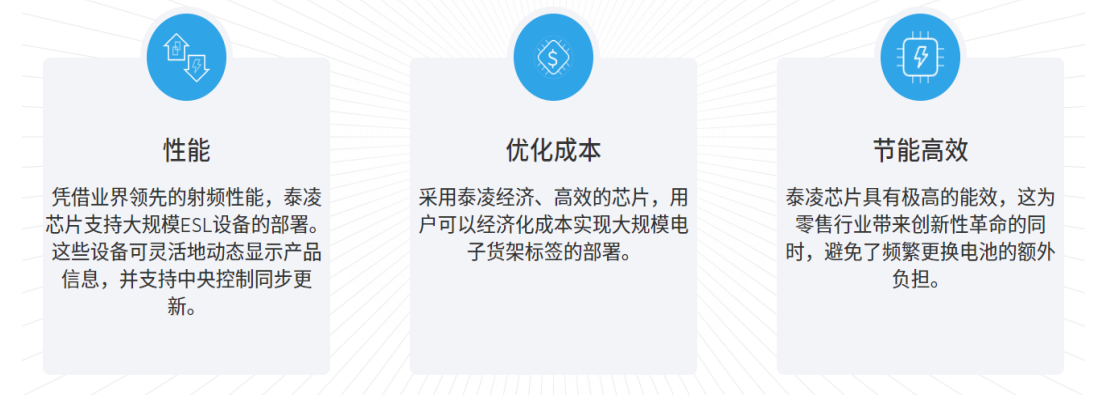 性能
凭借业界领先的射频性能，泰凌
芯片支持大规模ESL设备的部署。
这些设备可灵活地动态显示产品
信息，并支持中央控制同步更
新。
优化成本
采用泰凌经济、高效的芯片，用
户可以经济化成本实现大规模电
子货架标签的部署。
节能高效
泰凌芯片具有极高的能效，这为
零售行业带来创新性革命的同
时，避免了频繁更换电池的额外
负担。